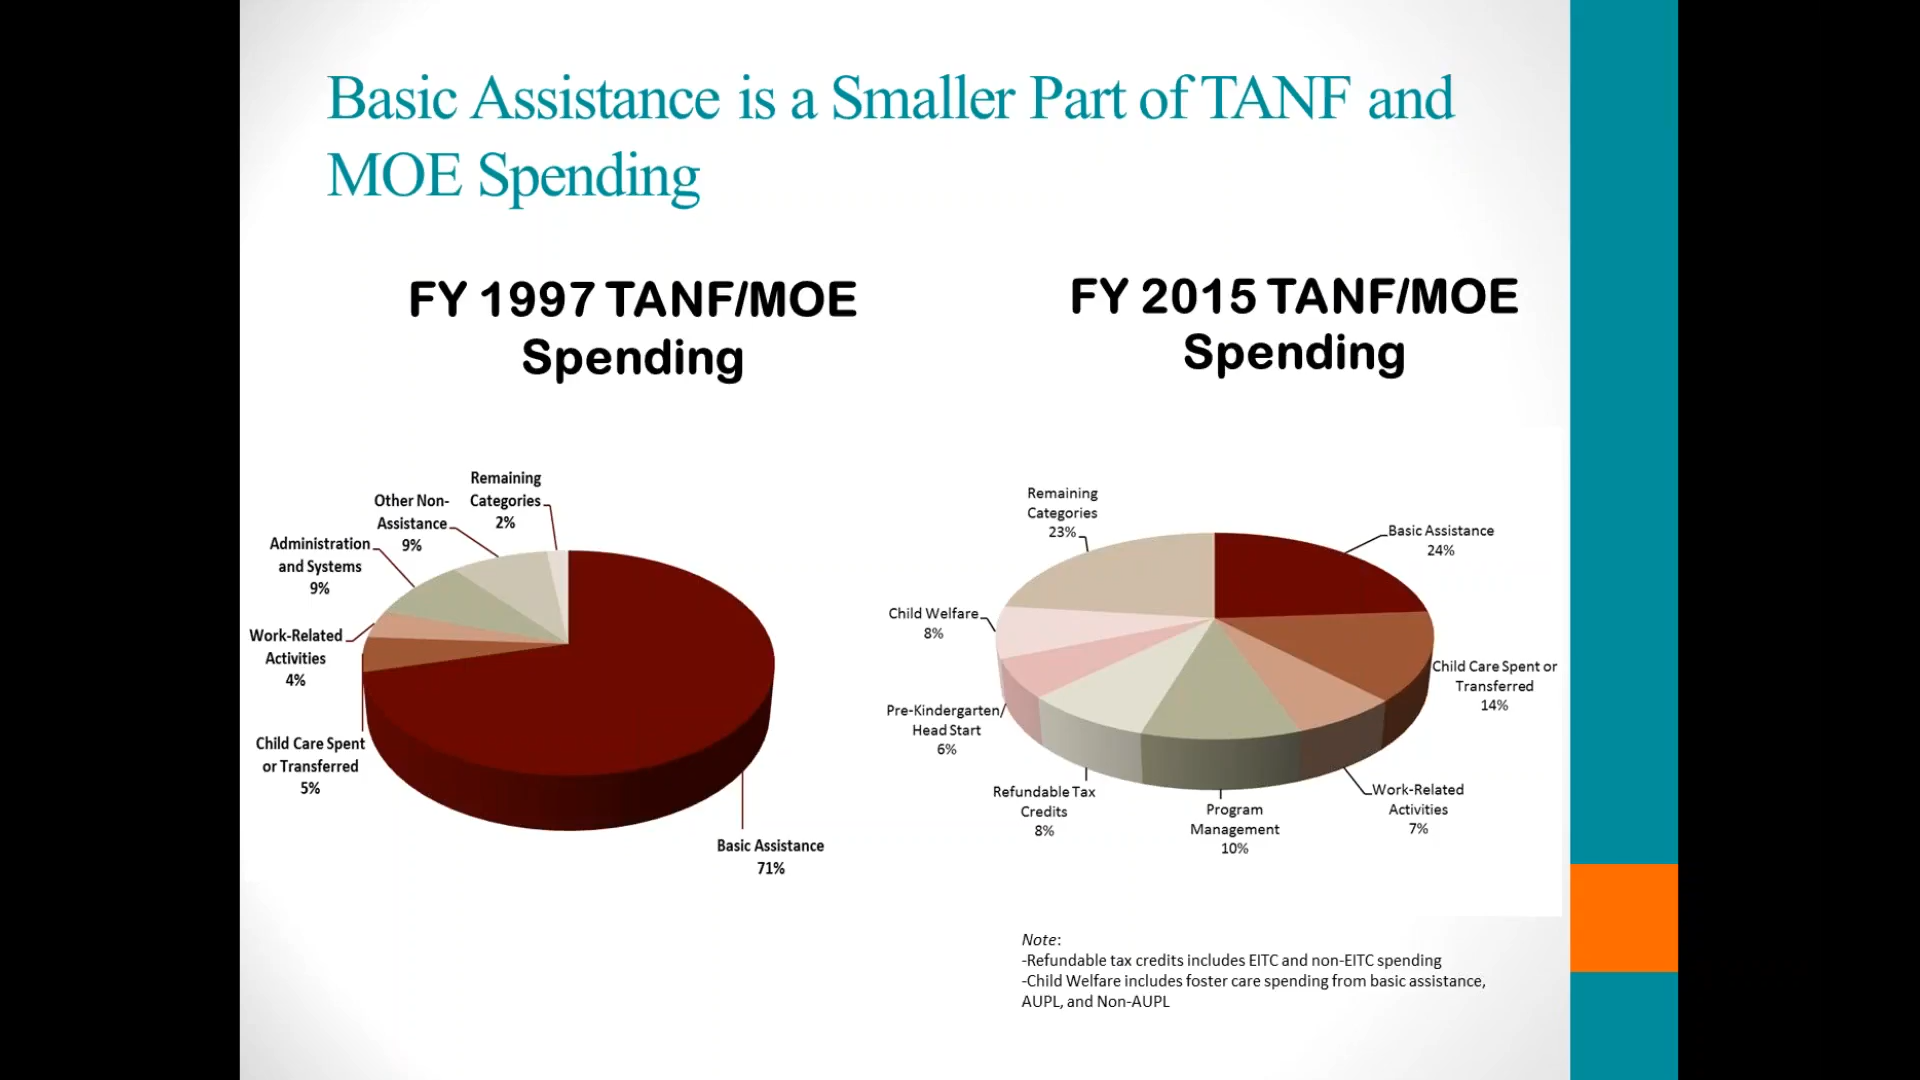 Basic Assistance is a Smaller Part of TANF and
MOE Spending
FY 1997 TANF/MOE
Spending
Remaining
Categories
2%
Other Non-
Assistance
9%
Administration
and Systems
9%
Work-Related
Activities
4%
Child Care Spent
or Transferred
5%
Basic Assistance
71%
FY 2015 TANF/MOE
Spending
Remaining
Categories
23%
Basic Assistance
24%
Child Welfare
8%
Child Care Spent or
Transferred
14%
Pre-Kindergarten/
Head Start
6%
Refundable Tax
Credits
8%
Program
Management
10%
Work-Related
Activities
7%
Note:
-Refundable tax credits includes EITC and non-EITC spending
-Child Welfare includes foster care spending from basic assistance,
AUPL, and Non-AUPL